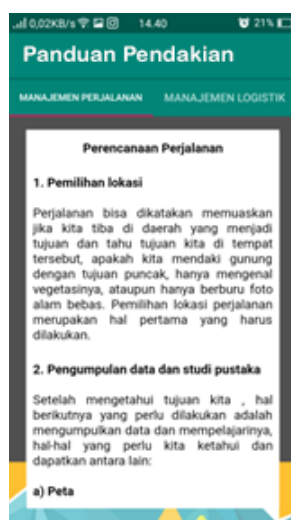 0,02KB/s 14.40 21%
Panduan Pendakian
MANAJEMEN PERJALANAN MANAJEMEN LOGISTIK
Perencanaan Perjalanan
1. Pemilihan lokasi
Perjalanan bisa dikatakan memuaskan
jika kita tiba di daerah yang menjadi
tujuan dan tahu tujuan kita di tempat
tersebut, apakah kita mendaki gunung
dengan tujuan puncak, hanya mengenal
vegetasinya, ataupun hanya berburu foto
alam bebas. Pemilihan lokasi perjalanan
merupakan hal pertama yang harus
dilakukan.
2. Pengumpulan data dan studi pustaka
Setelah mengetahui tujuan kita , hal
berikutnya yang perlu dilakukan adalah
mengumpulkan data dan mempelajarinya,
hal-hal yang perlu kita ketahui dan
dapatkan antara lain:
a) Peta